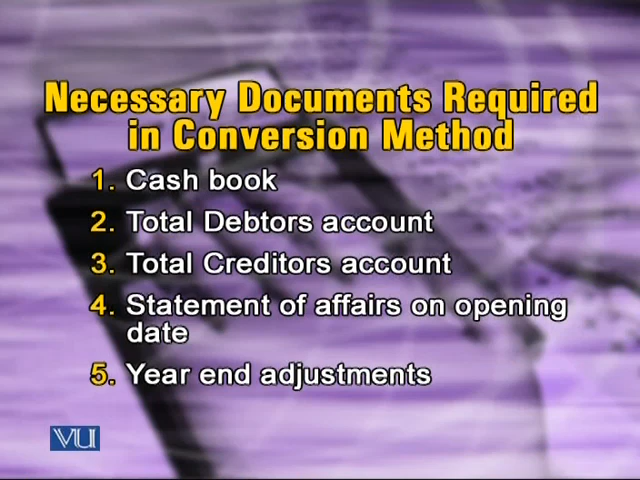 Necessary Documents Required
in Conversion Method
1. Cash book
2. Total Debtors account
3. Total Creditors account
4. Statement of affairs on opening
date
5. Year end adjustments
VU